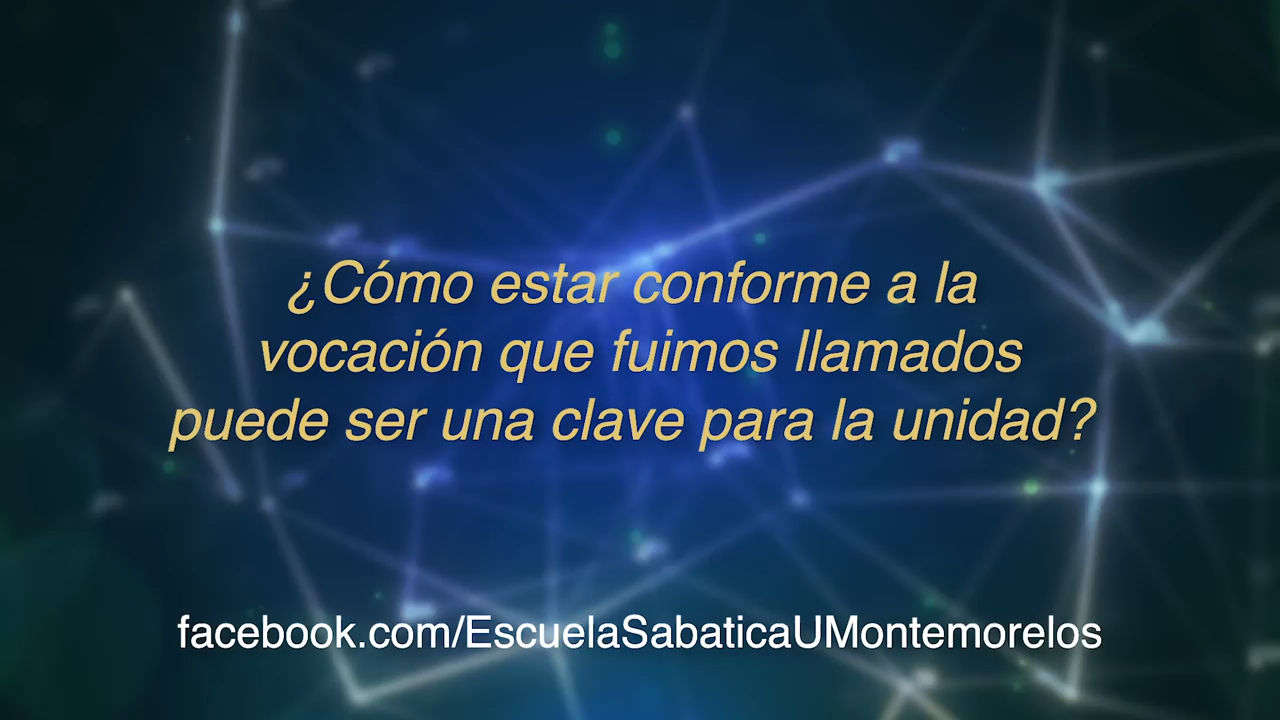 ¿Cómo estar conforme a la
vocación que fuimos llamados
puede ser una clave para la unidad?
facebook.com/EscuelaSabaticaUMontemorelos